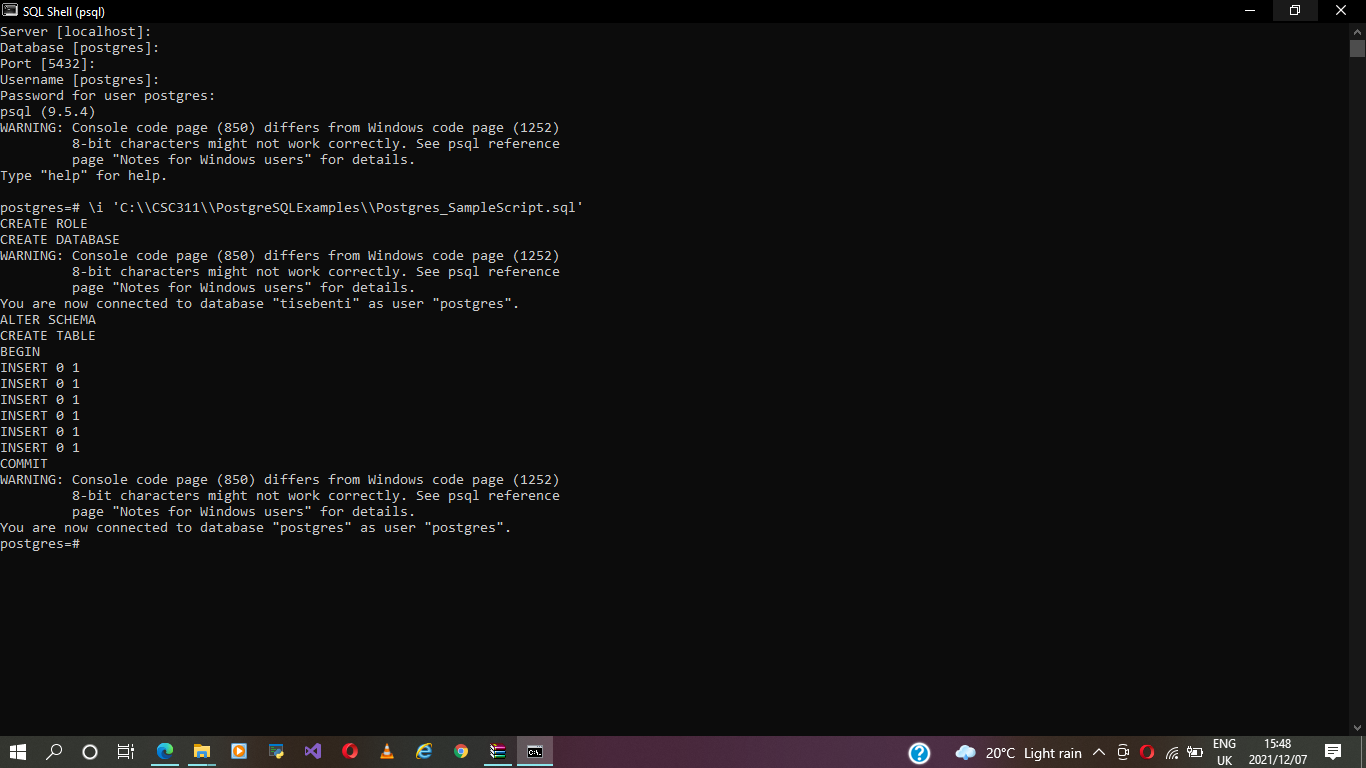 SQL Shell (psql)
Server [localhost]:
Database [postgres]:
Port [5432]:
Username [postgres]:
Password for user postgres:
psql (9.5.4)
WARNING: Console code page (850) differs from Windows code page (1252)
         8-bit characters might not work correctly. See psql reference
         page "Notes for Windows users" for details.
Type "help" for help.

postgres=# \i 'C:\\CSC311\\PostgreSQLExamples\\Postgres_SampleScript.sql'
CREATE ROLE
CREATE DATABASE
WARNING: Console code page (850) differs from Windows code page (1252)
         8-bit characters might not work correctly. See psql reference
         page "Notes for Windows users" for details.
You are now connected to database "tisebenti" as user "postgres".
ALTER SCHEMA
CREATE TABLE
BEGIN
INSERT 0 1
INSERT 0 1
INSERT 0 1
INSERT 0 1
INSERT 0 1
INSERT 0 1
COMMIT
WARNING: Console code page (850) differs from Windows code page (1252)
         8-bit characters might not work correctly. See psql reference
         page "Notes for Windows users" for details.
You are now connected to database "postgres" as user "postgres".
postgres=#
20°C Light rain
ENG
UK
15:48
2021/12/07